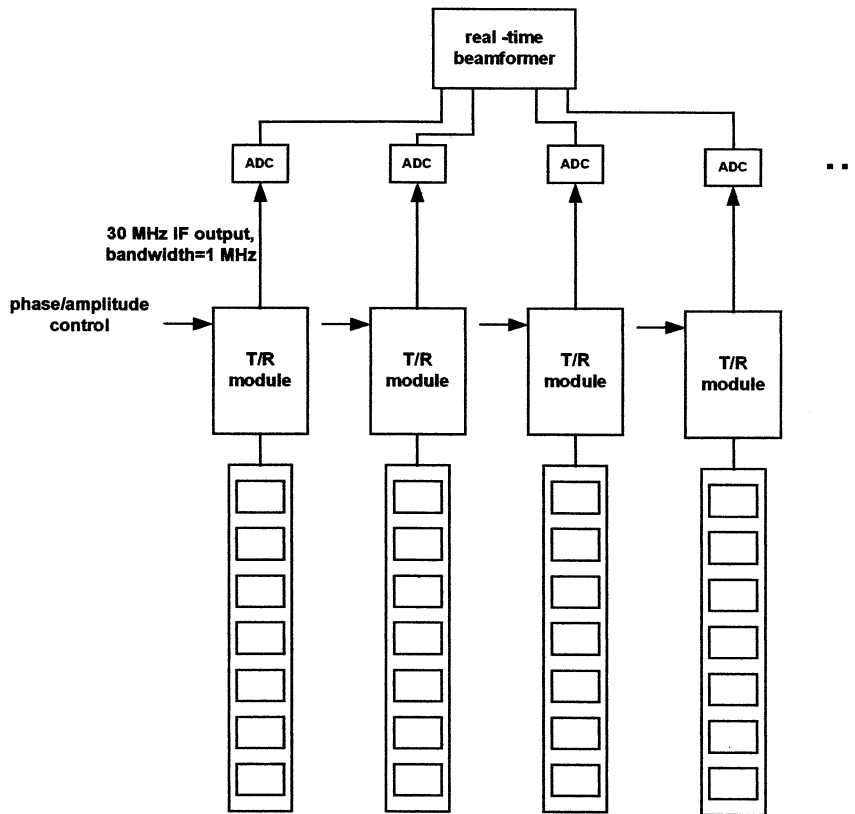 real -time
beamformer
ADC
ADC
ADC
ADC
30 MHz IF output,
bandwidth=1 MHz
phase/amplitude
control
T/R
module
T/R
module
T/R
module
T/R
module